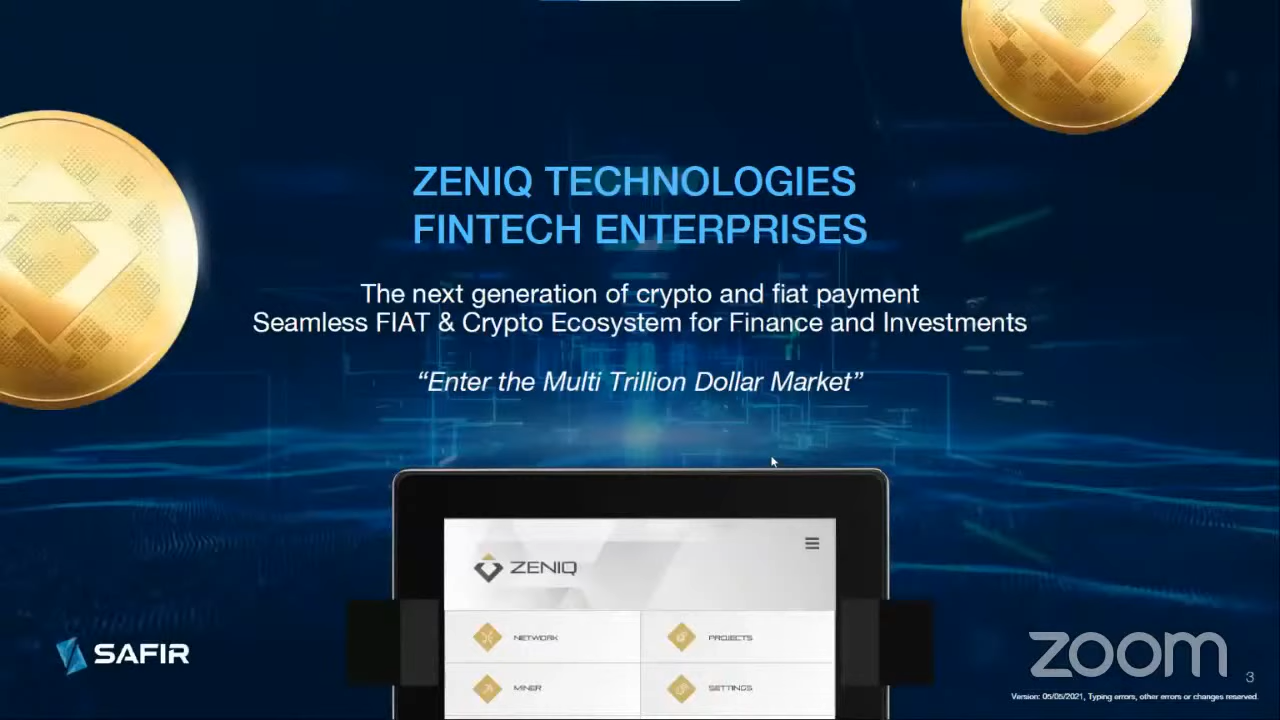 ZENIQ TECHNOLOGIES
FINTECH ENTERPRISES
The next generation of crypto and fiat payment
Seamless FIAT & Crypto Ecosystem for Finance and Investments
“Enter the Multi Trillion Dollar Market”
ZENIQ
NETWORK
PROJECTS
MINER
SETTINGS
SAFIR
zoom
3
Version: 05/05/2021, Typing errors, other errors or changes reserved.